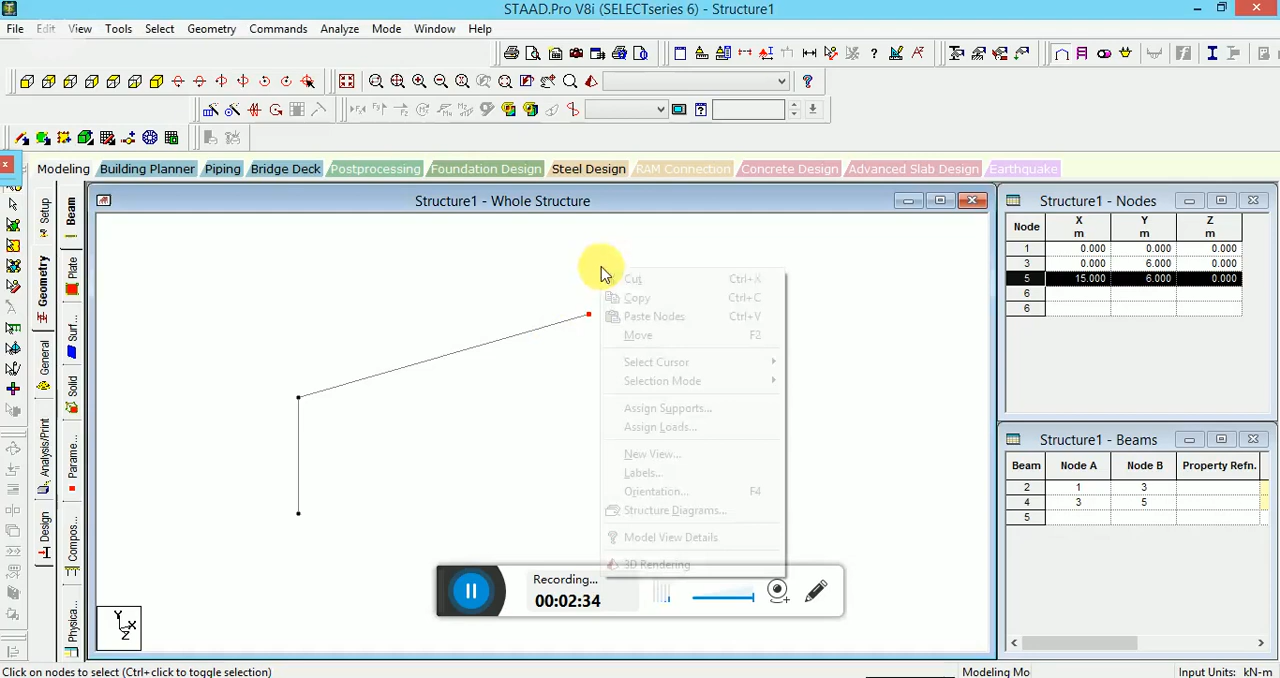 STAAD.Pro V8i (SELECTseries 6) - Structure1
File Edit View Tools Select Geometry Commands Analyze Mode Window Help
Modeling Building Planner Piping Bridge Deck Postprocessing Foundation Design Steel Design RAM Connection Concrete Design Advanced Slab Design Earthquake
Setup
Geometry
General
Analysis/Print
Design
Beam
Plate
Surf...
Solid
Parame...
Compos...
Physica...
Structure1 - Whole Structure
Cut Ctrl+X
Copy Ctrl+C
Paste Nodes Ctrl+V
Move F2
Select Cursor
Selection Mode
Assign Supports...
Assign Loads...
New View...
Labels...
Orientation... F4
Structure Diagrams...
Model View Details
3D Rendering
Recording...
00:02:34
Y
X
Z
Structure1 - Nodes
Node X m Y m Z m
1 0.000 0.000 0.000
3 0.000 6.000 0.000
5 15.000 6.000 0.000
6
6
Structure1 - Beams
Beam Node A Node B Property Refn.
2 1 3
4 3 5
5
Click on nodes to select (Ctrl+click to toggle selection)
Modeling Mo
Input Units: kN-m